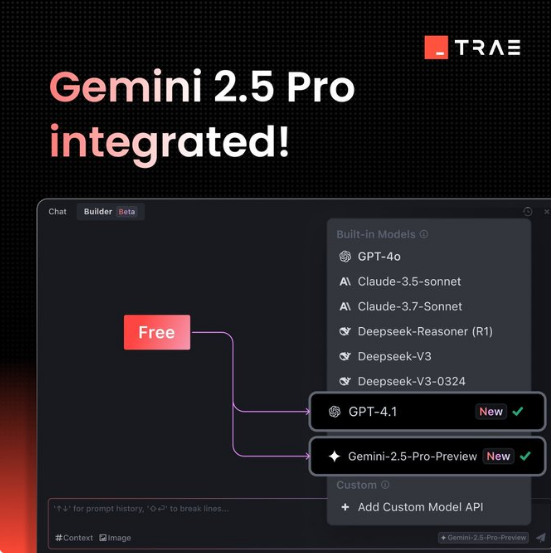 TRAE
Gemini 2.5 Pro
integrated!
Chat Builder Beta
Built-in Models
GPT-4o
Claude-3.5-sonnet
Claude-3.7-Sonnet
Deepseek-Reasoner (R1)
Deepseek-V3
Deepseek-V3-0324
Free
GPT-4.1 New
Gemini-2.5-Pro-Preview New
Custom
+ Add Custom Model API
'↑↓' for prompt history, '⇧⏎' to break lines...
#Context Image
Gemini-2.5-Pro-Preview